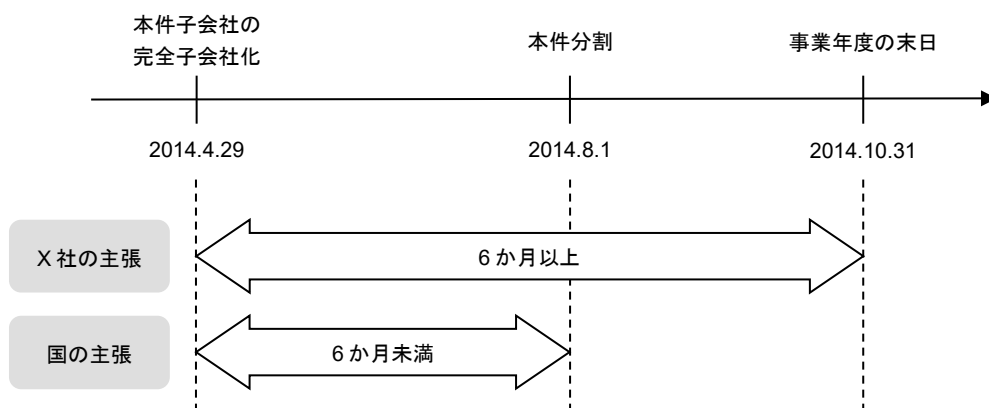 本件子会社の
完全子会社化
本件分割
事業年度の末日
2014.4.29
2014.8.1
2014.10.31
X社の主張
6か月以上
国の主張
6か月未満